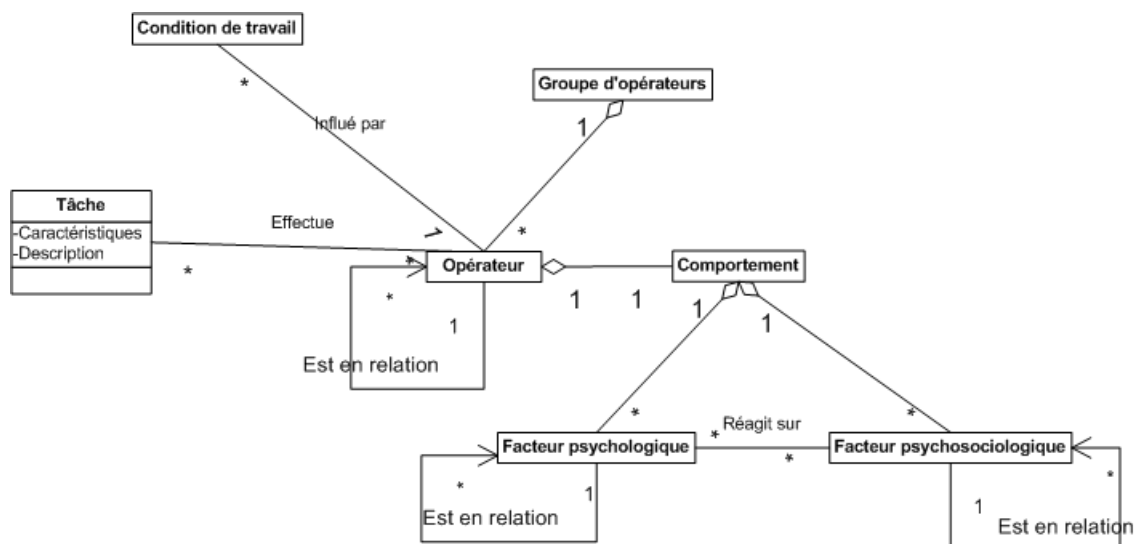 Condition de travail
*
Groupe d'opérateurs
1
Influé par
Tâche
-Caractéristiques
-Description
Effectue
1
*
*
*
Opérateur
Comportement
*
1
1
1
1
1
Est en relation
*
*
Réagit sur
*
*
Facteur psychologique
Facteur psychosociologique
*
1
*
1
Est en relation
Est en relation